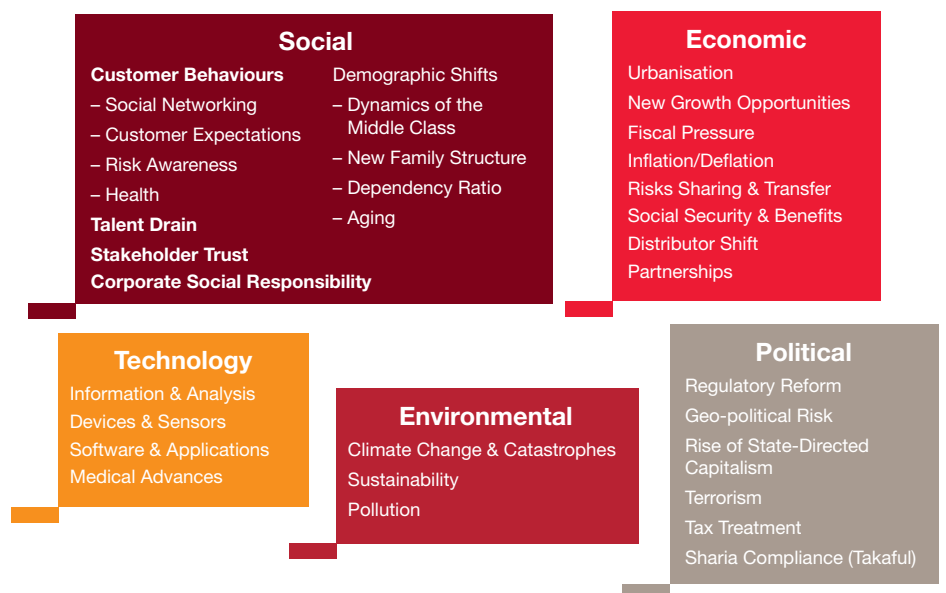 Social
Customer Behaviours
– Social Networking
– Customer Expectations
– Risk Awareness
– Health
Talent Drain
Stakeholder Trust
Corporate Social Responsibility
Demographic Shifts
– Dynamics of the
Middle Class
– New Family Structure
– Dependency Ratio
– Aging
Economic
Urbanisation
New Growth Opportunities
Fiscal Pressure
Inflation/Deflation
Risks Sharing & Transfer
Social Security & Benefits
Distributor Shift
Partnerships
Technology
Information & Analysis
Devices & Sensors
Software & Applications
Medical Advances
Environmental
Climate Change & Catastrophes
Sustainability
Pollution
Political
Regulatory Reform
Geo-political Risk
Rise of State-Directed
Capitalism
Terrorism
Tax Treatment
Sharia Compliance (Takaful)